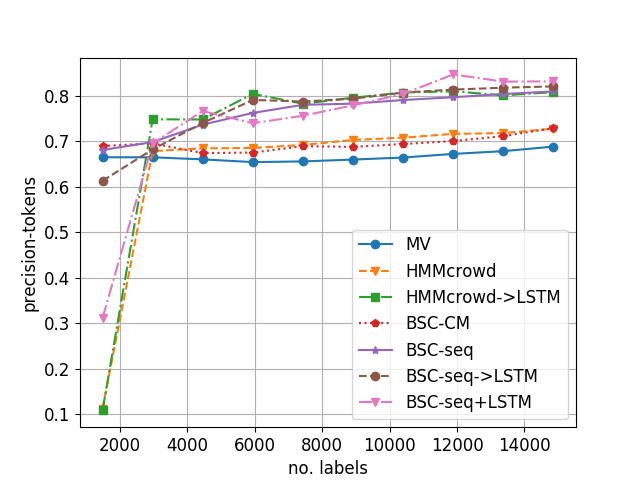 0.8
0.7
0.6
0.5
0.4
0.3
0.2
0.1
precision-tokens
2000 4000 6000 8000 10000 12000 14000
no. labels
MV
HMMcrowd
HMMcrowd->LSTM
BSC-CM
BSC-seq
BSC-seq->LSTM
BSC-seq+LSTM